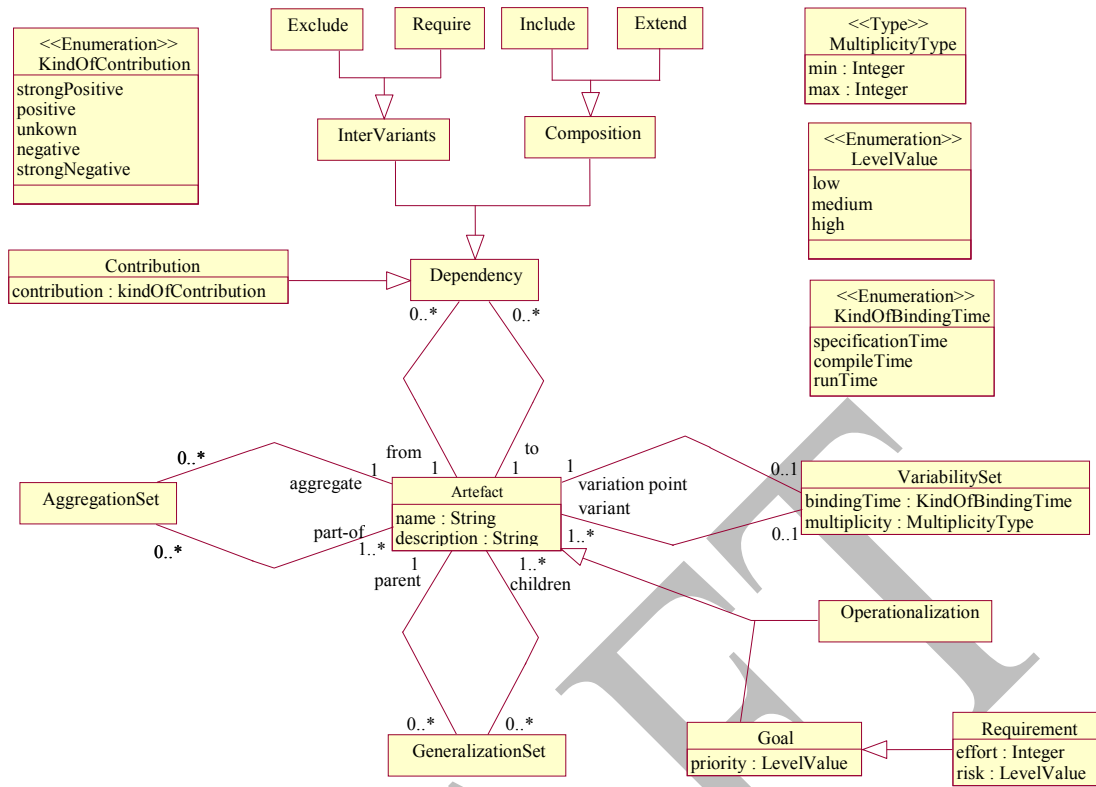 Exclude
Require
Include
Extend
<<Enumeration>>
KindOfContribution
strongPositive
positive
unkown
negative
strongNegative
<<Type>>
MultiplicityType
min : Integer
max : Integer
InterVariants
Composition
<<Enumeration>>
LevelValue
low
medium
high
Contribution
contribution : kindOfContribution
Dependency
0..*
0..*
<<Enumeration>>
KindOfBindingTime
specificationTime
compileTime
runTime
from
1
to
1
0..*
1
aggregate
AggregationSet
0..*
part-of
1..*
Artefact
name : String
description : String
1
variation point
variant
1..*
0..1
0..1
VariabilitySet
bindingTime : KindOfBindingTime
multiplicity : MultiplicityType
1
parent
1..*
children
0..*
0..*
GeneralizationSet
Operationalization
Goal
priority : LevelValue
Requirement
effort : Integer
risk : LevelValue